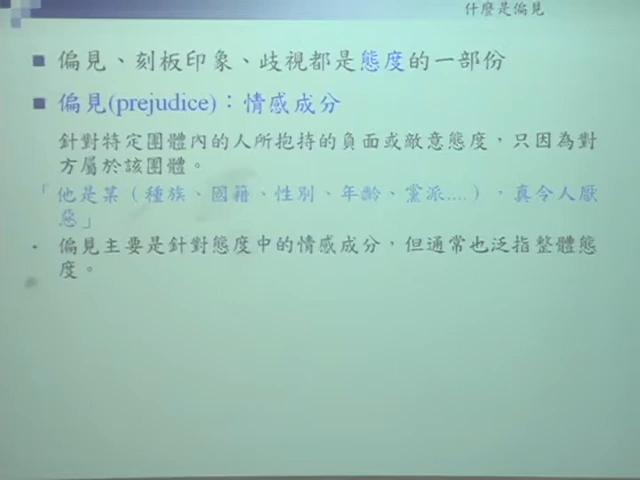 什麼是偏見
偏見、刻板印象、歧視都是態度的一部份
偏見(prejudice)：情感成分
針對特定團體內的人所抱持的負面或敵意態度，只因為對
方屬於該團體。
「他是某（種族、國籍、性別、年齡、黨派....），真令人厭
惡」
• 偏見主要是針對態度中的情感成分，但通常也泛指整體態
度。